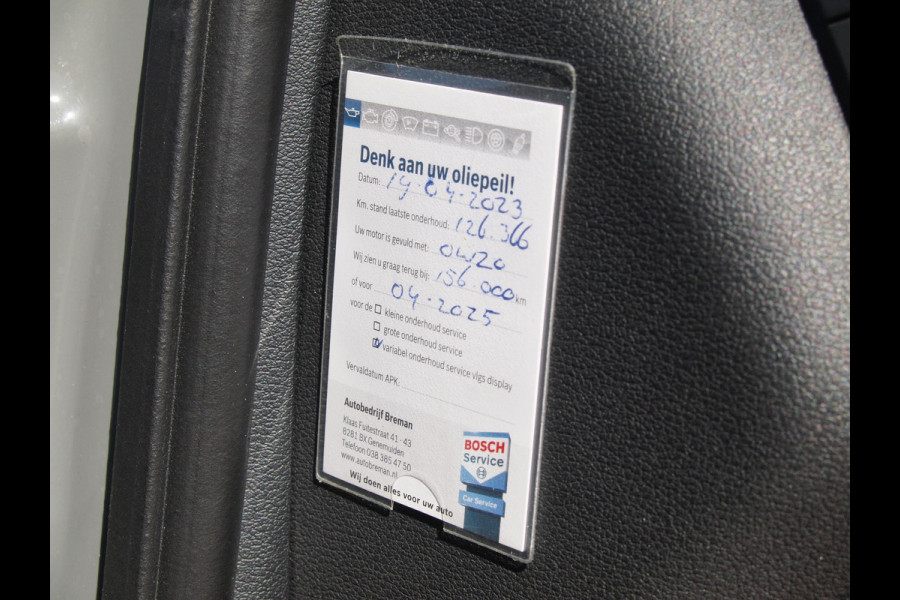 Denk aan uw oliepeil!
Datum: 19-04-2023
Km. stand laatste onderhoud: 126.366
Uw motor is gevuld met: 0W20
Wij zien u graag terug bij: 156.000 km
of voor 04-2025
voor de kleine onderhoud service
grote onderhoud service
variabel onderhoud service vlgs display
Vervaldatum APK:
Autobedrijf Breman
Klaas Fuitestraat 41 - 43
8281 BX Genemuiden
Telefoon 038 385 47 50
www.autobreman.nl
Wij doen alles voor uw auto
BOSCH
Service
Car Service